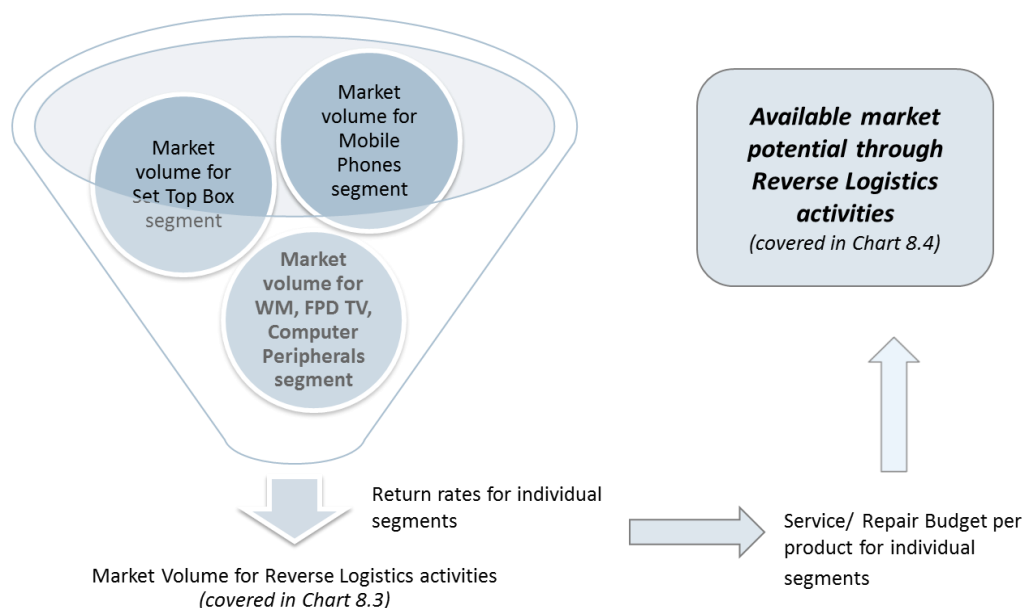 Market
volume for
Set Top Box
segment
Market
volume for
Mobile
Phones
segment
Market
volume for
WM, FPD TV,
Computer
Peripherals
segment
Return rates for individual
segments
Market Volume for Reverse Logistics activities
(covered in Chart 8.3)
Service/ Repair Budget per
product for individual
segments
Available market
potential through
Reverse Logistics
activities
(covered in Chart 8.4)